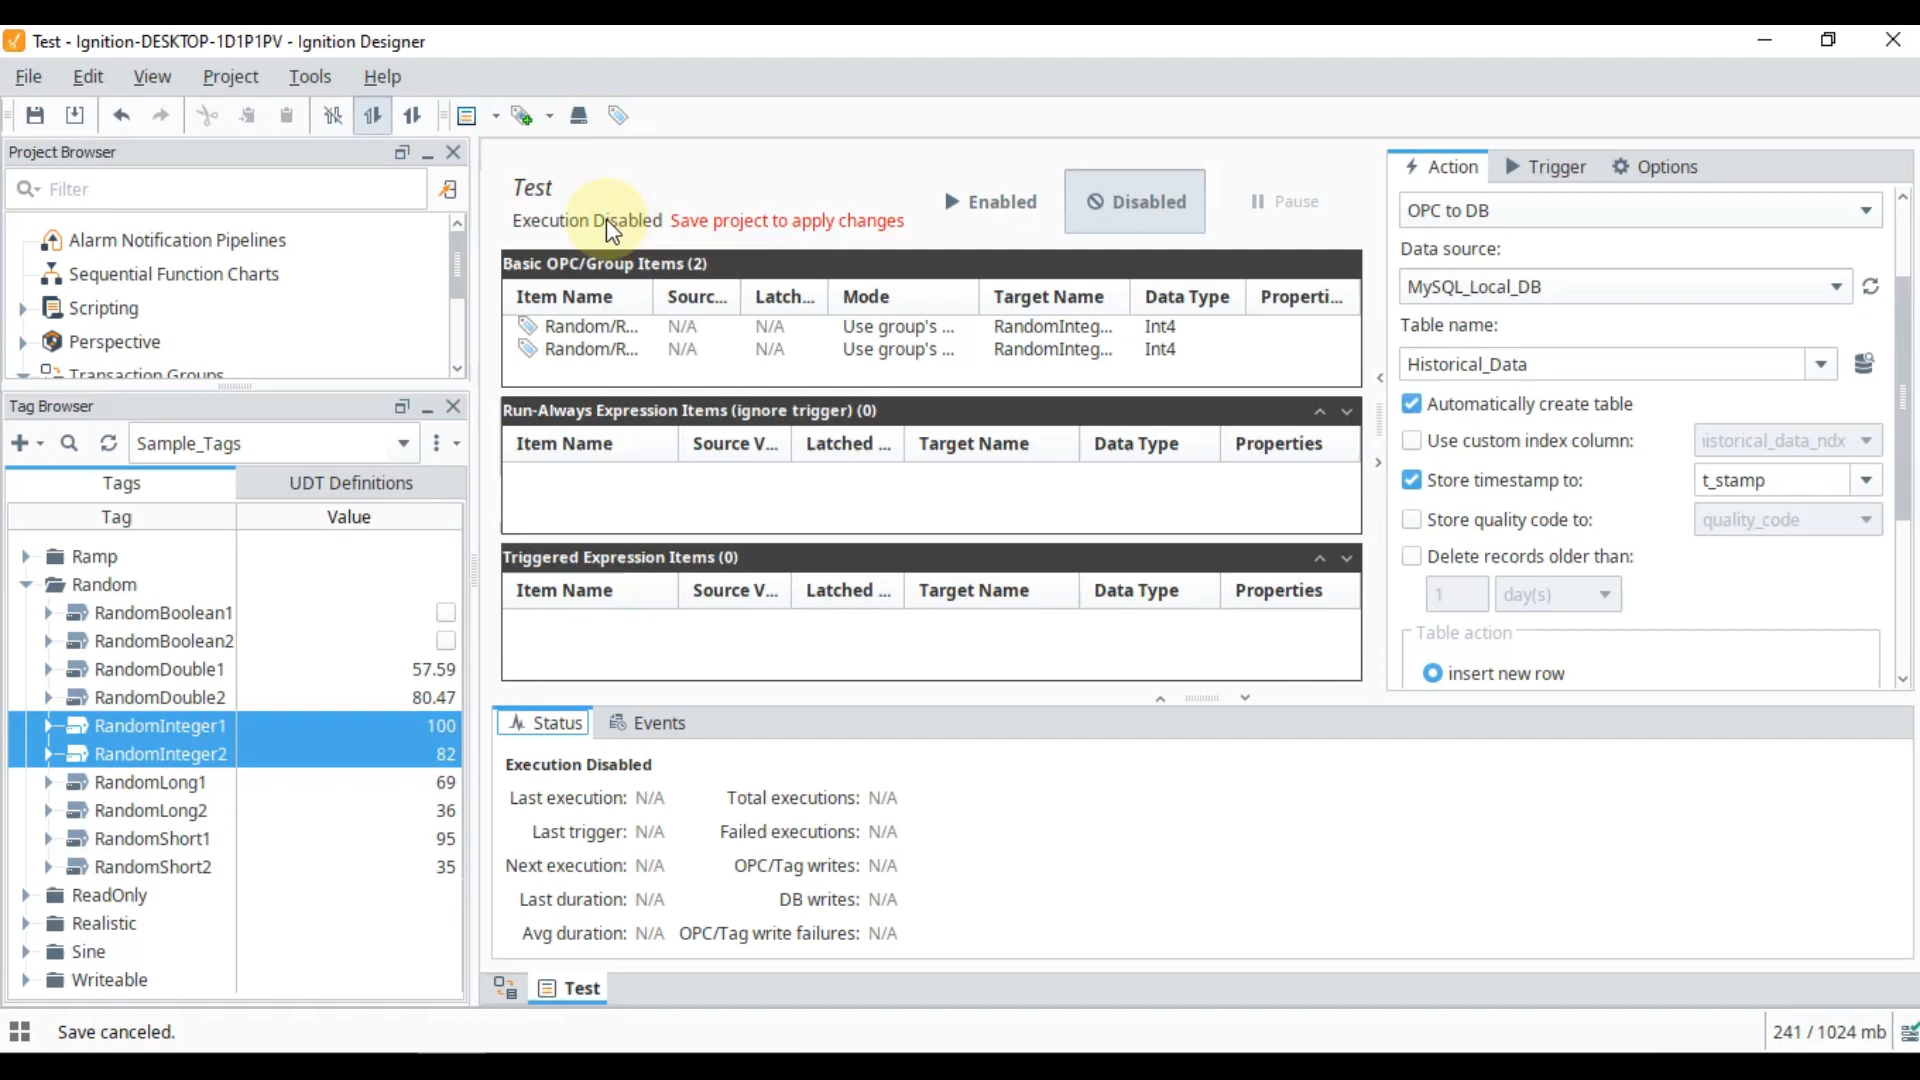 Test - Ignition-DESKTOP-1D1P1PV - Ignition Designer
File Edit View Project Tools Help
Project Browser
Filter
Alarm Notification Pipelines
Sequential Function Charts
Scripting
Perspective
Transaction Groups
Tag Browser
Sample_Tags
Tags UDT Definitions
Tag Value
Ramp
Random
RandomBoolean1
RandomBoolean2
RandomDouble1 57.59
RandomDouble2 80.47
RandomInteger1 100
RandomInteger2 82
RandomLong1 69
RandomLong2 36
RandomShort1 95
RandomShort2 35
ReadOnly
Realistic
Sine
Writeable
Test
Execution Disabled Save project to apply changes
Enabled Disabled Pause
Basic OPC/Group Items (2)
Item Name Sourc... Latch... Mode Target Name Data Type Properti...
Random/R... N/A N/A Use group's ... RandomInteg... Int4
Random/R... N/A N/A Use group's ... RandomInteg... Int4
Run-Always Expression Items (ignore trigger) (0)
Item Name Source V... Latched ... Target Name Data Type Properties
Triggered Expression Items (0)
Item Name Source V... Latched ... Target Name Data Type Properties
Status Events
Execution Disabled
Last execution: N/A Total executions: N/A
Last trigger: N/A Failed executions: N/A
Next execution: N/A OPC/Tag writes: N/A
Last duration: N/A DB writes: N/A
Avg duration: N/A OPC/Tag write failures: N/A
Test
Action Trigger Options
OPC to DB
Data source:
MySQL_Local_DB
Table name:
Historical_Data
Automatically create table
Use custom index column: istorical_data_ndx
Store timestamp to: t_stamp
Store quality code to: quality_code
Delete records older than:
1 day(s)
Table action
insert new row
Save canceled.
241 / 1024 mb